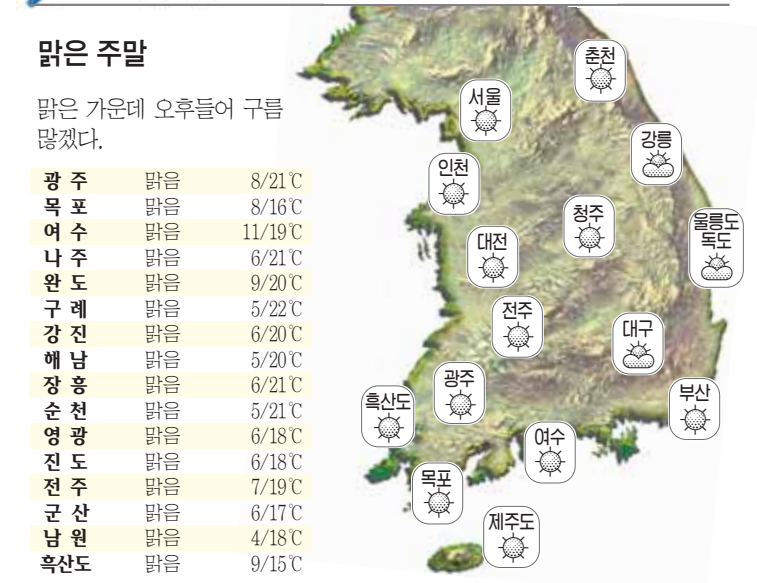 맑은 주말
맑은 가운데 오후들어 구름
많겠다.
광 주 맑음 8/21℃
목 포 맑음 8/16℃
여 수 맑음 11/19℃
나 주 맑음 6/21℃
완 도 맑음 9/20℃
구 례 맑음 5/22℃
강 진 맑음 6/20℃
해 남 맑음 5/20℃
장 흥 맑음 6/21℃
순 천 맑음 5/21℃
영 광 맑음 6/18℃
진 도 맑음 6/18℃
전 주 맑음 7/19℃
군 산 맑음 6/17℃
남 원 맑음 4/18℃
흑산도 맑음 9/15℃
춘천
서울
강릉
인천
청주
울릉도
독도
대전
전주
대구
광주
부산
흑산도
여수
목포
제주도